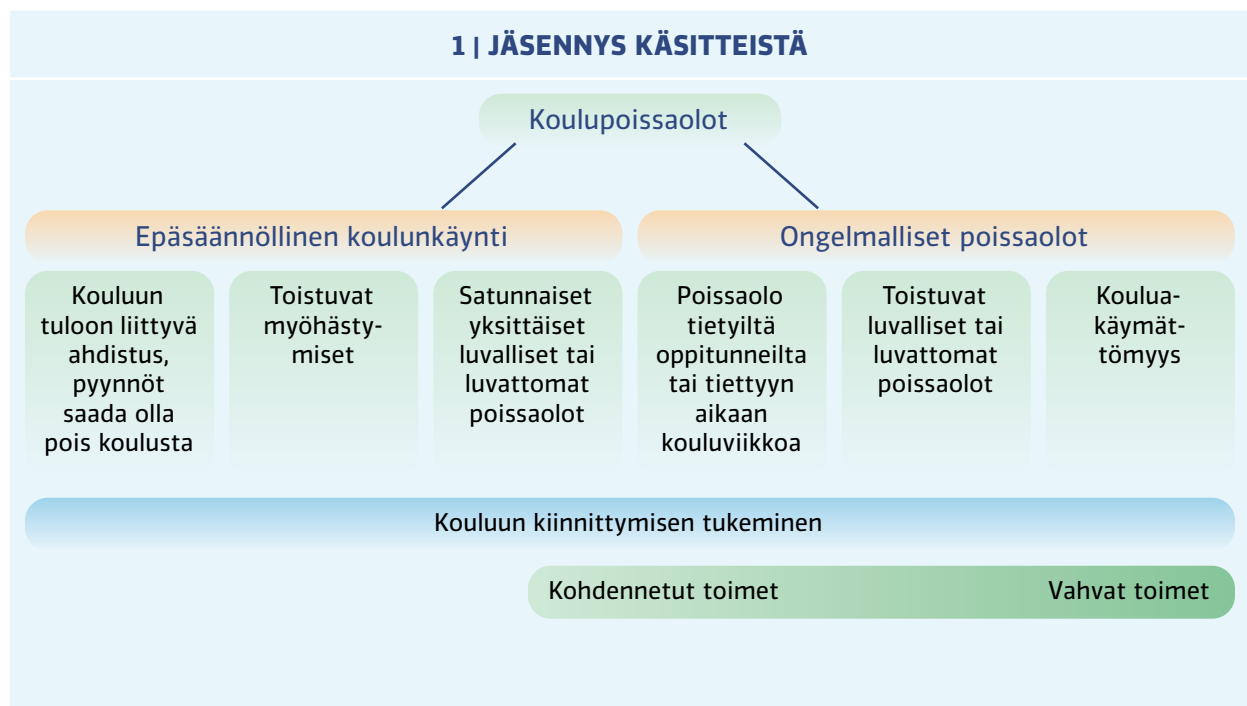 1 | JÄSENNYS KÄSITTEISTÄ
Koulupoissaolot
Epäsäännöllinen koulunkäynti
Ongelmalliset poissaolot
Kouluun
tuloon liittyvä
ahdistus,
pyynnöt
saada olla
pois koulusta
Toistuvat
myöhästy-
miset
Satunnaiset
yksittäiset
luvalliset tai
luvattomat
poissaolot
Poissaolo
tietyiltä
oppitunneilta
tai tiettyyn
aikaan
kouluviikkoa
Toistuvat
luvalliset tai
luvattomat
poissaolot
Koulua-
käymät-
tömyys
Kouluun kiinnittymisen tukeminen
Kohdennetut toimet
Vahvat toimet